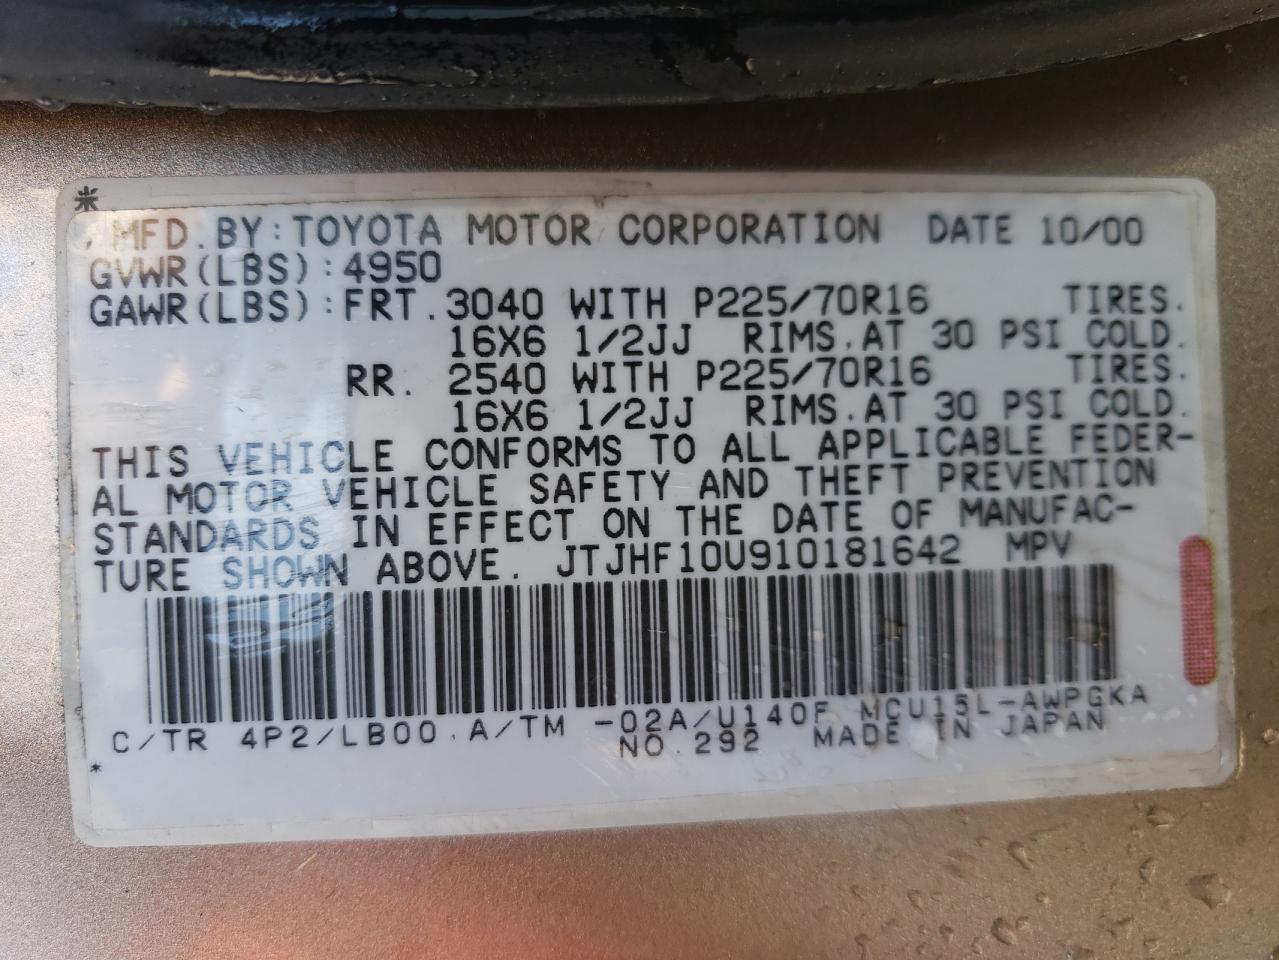 *
MFD. BY: TOYOTA MOTOR CORPORATION DATE 10/00
GVWR(LBS): 4950
GAWR(LBS): FRT. 3040 WITH P225/70R16 TIRES.
16X6 1/2JJ RIMS. AT 30 PSI COLD.
RR. 2540 WITH P225/70R16 TIRES.
16X6 1/2JJ RIMS. AT 30 PSI COLD.
THIS VEHICLE CONFORMS TO ALL APPLICABLE FEDER-
AL MOTOR VEHICLE SAFETY AND THEFT PREVENTION
STANDARDS IN EFFECT ON THE DATE OF MANUFAC-
TURE SHOWN ABOVE. JTJHF10U910181642 MPV
C/TR 4P2/LB00 A/TM -02A/U140F MCU15L-AWPGKA
NO.292 MADE IN JAPAN
*